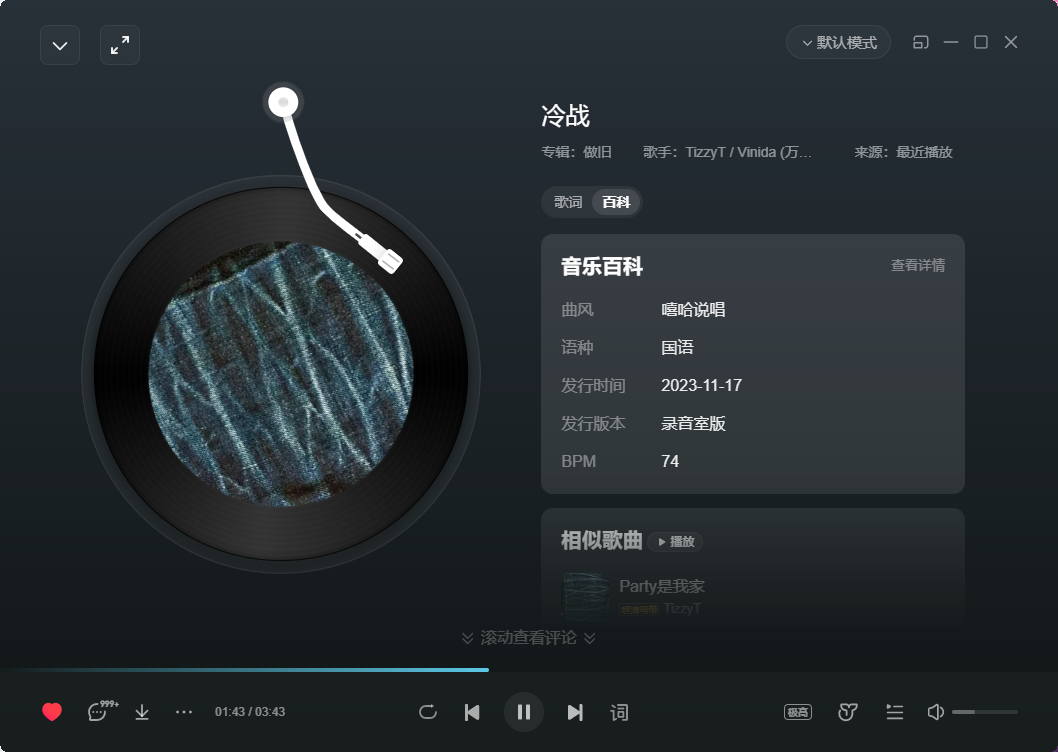 默认模式
冷战
专辑：做旧 歌手：TizzyT / Vinida (万... 来源：最近播放
歌词 百科
音乐百科 查看详情
曲风 嘻哈说唱
语种 国语
发行时间 2023-11-17
发行版本 录音室版
BPM 74
相似歌曲 播放
Party是我家
TizzyT
滚动查看评论
999+
01:43 / 03:43
词
极高